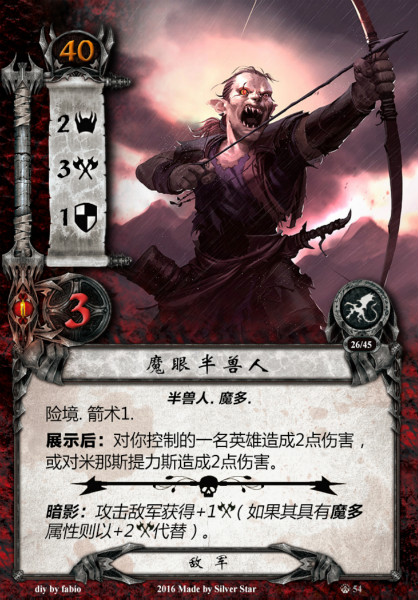 40
2
3
1
3
26/45
魔眼半兽人
半兽人. 魔多.
险境. 箭术1.
展示后：对你控制的一名英雄造成2点伤害，
或对米那斯提力斯造成2点伤害。
暗影：攻击敌军获得+1（如果其具有魔多
属性则以+2代替）。
敌军
diy by fabio 2016 Made by Silver Star 54